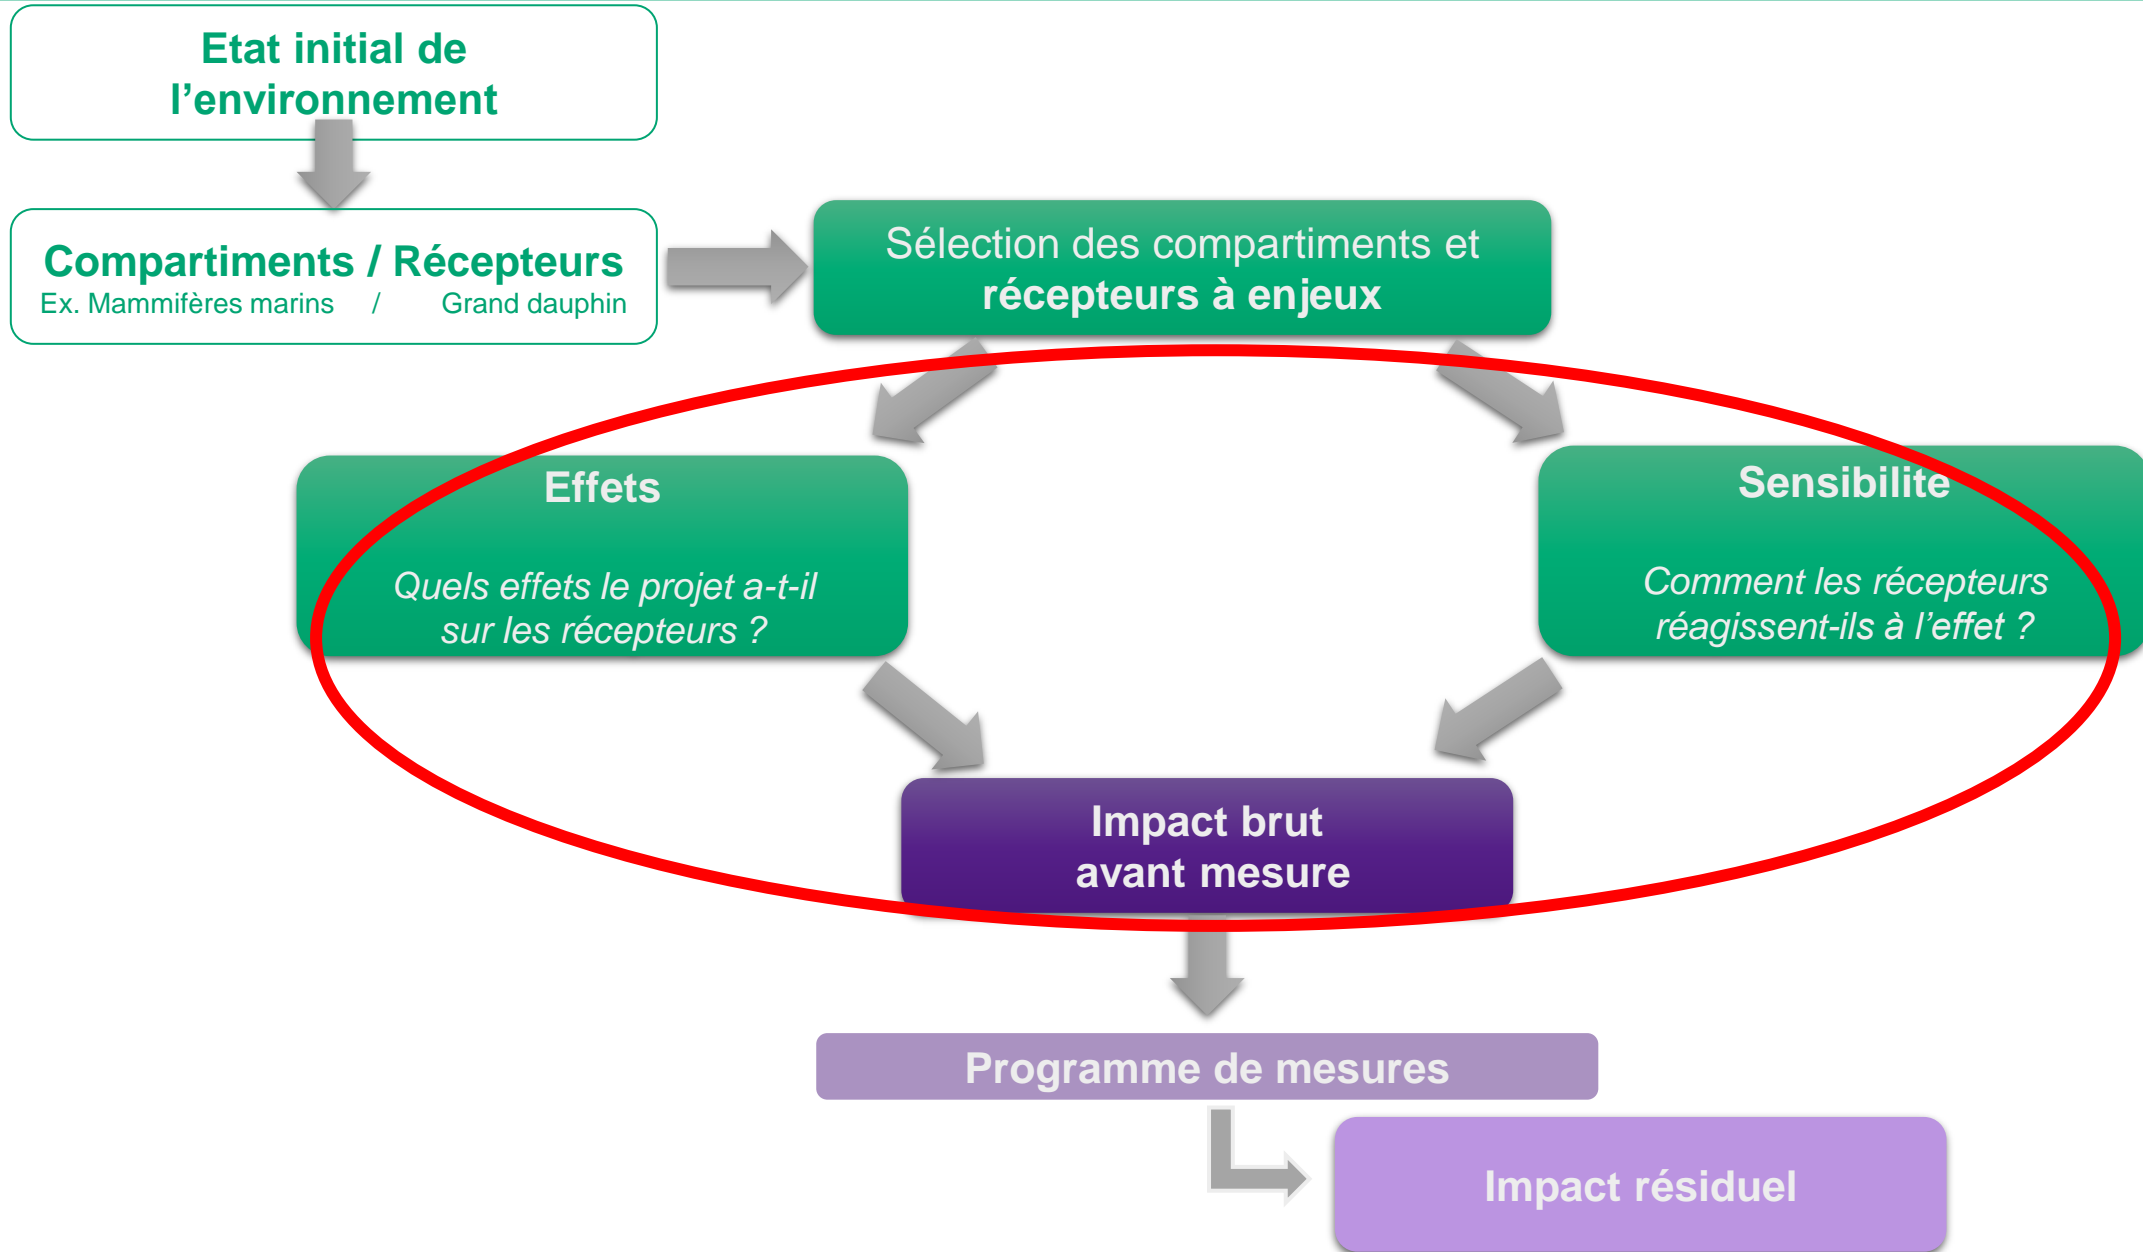 Etat initial de
l'environnement
Compartiments / Récepteurs
Ex. Mammifères marins / Grand dauphin
Sélection des compartiments et
récepteurs à enjeux
Effets
Quels effets le projet a-t-il
sur les récepteurs ?
Sensibilité
Comment les récepteurs
réagissent-ils à l'effet ?
Impact brut
avant mesure
Programme de mesures
Impact résiduel